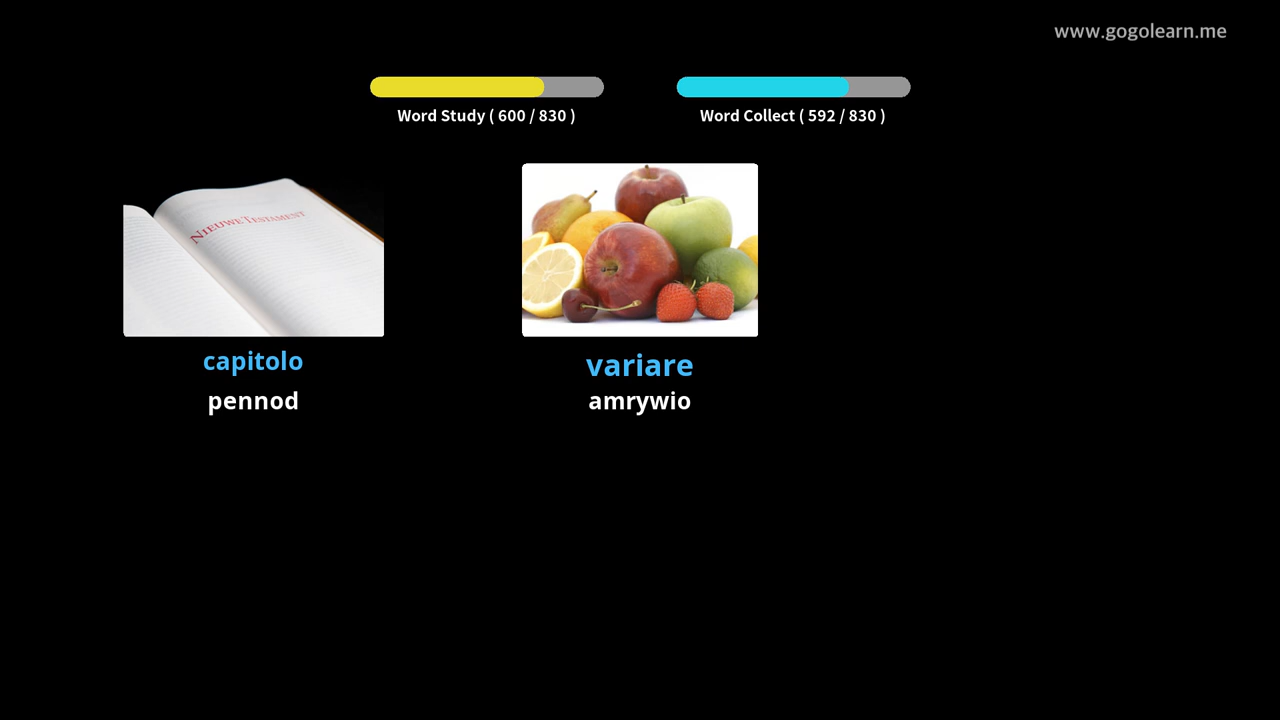 www.gogolearn.me
Word Study ( 600 / 830 )
Word Collect ( 592 / 830 )
NIEUWE TESTAMENT
capitolo
pennod
variare
amrywio